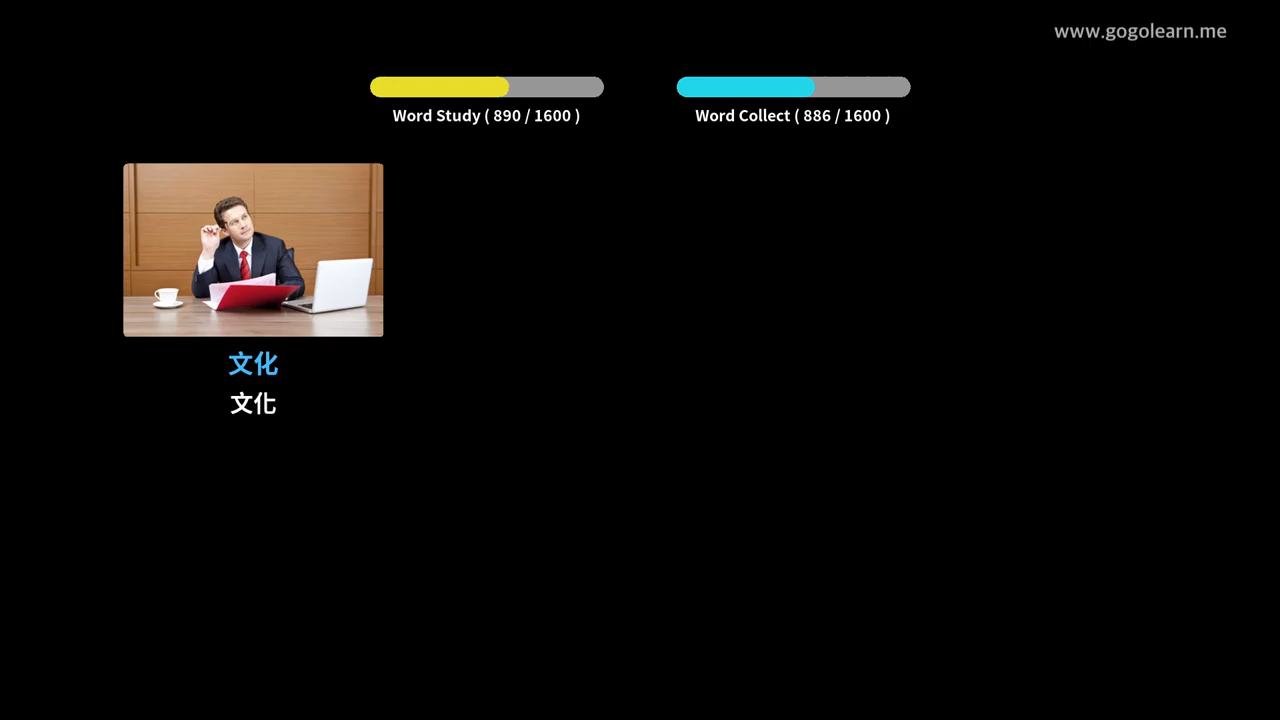 www.gogolearn.me
Word Study ( 890 / 1600 )
Word Collect ( 886 / 1600 )
文化
文化